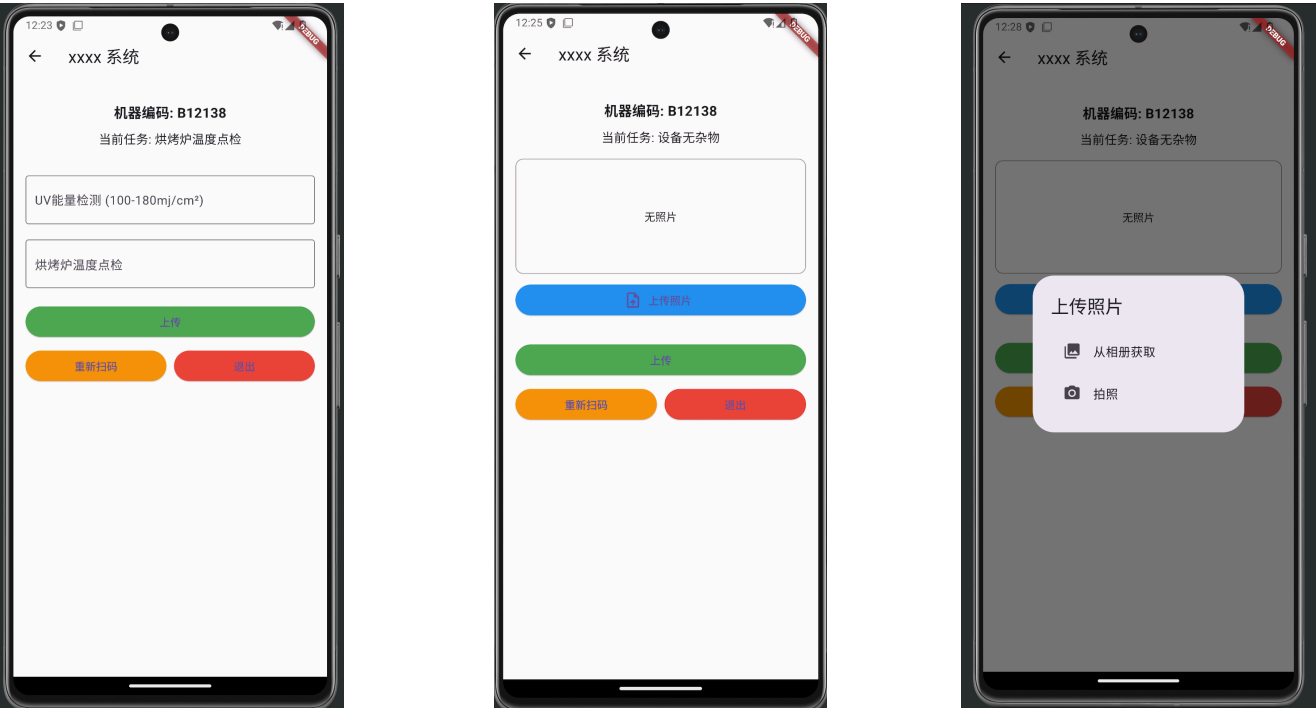 12:23
DEBUG
xxxx 系统
机器编码: B12138
当前任务: 烘烤炉温度点检
UV能量检测 (100-180mj/cm²)
烘烤炉温度点检
上传
重新扫码
退出
12:25
DEBUG
xxxx 系统
机器编码: B12138
当前任务: 设备无杂物
无照片
上传照片
上传
重新扫码
退出
12:28
DEBUG
xxxx 系统
机器编码: B12138
当前任务: 设备无杂物
无照片
上传照片
从相册获取
拍照